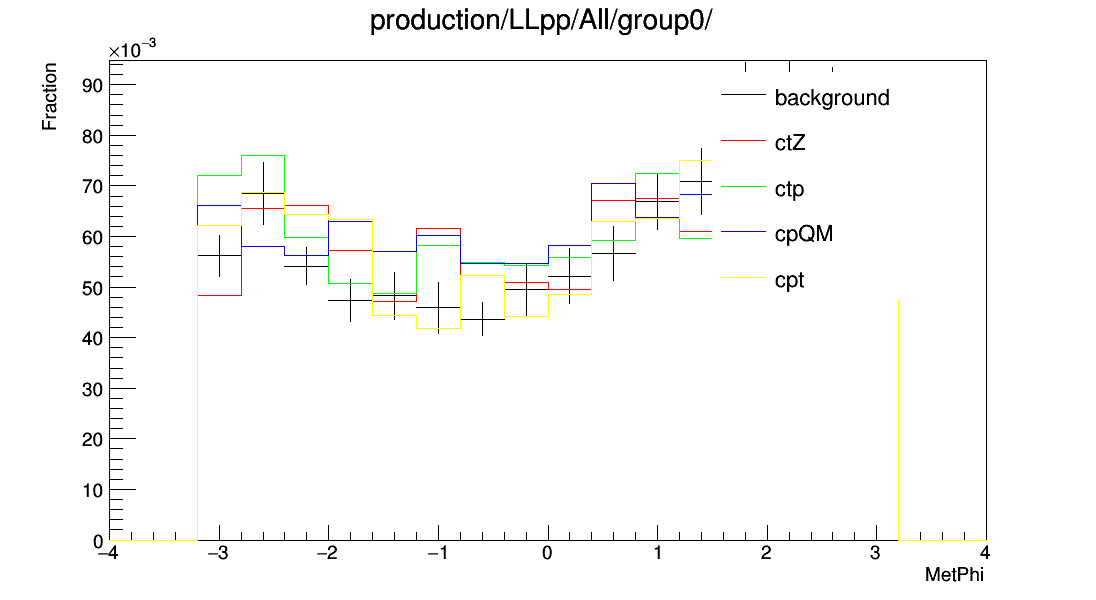 production/LLpp/All/group0/
×10⁻³
Fraction
90
80
70
60
50
40
30
20
10
0
−4 −3 −2 −1 0 1 2 3 4
MetPhi
background
ctZ
ctp
cpQM
cpt